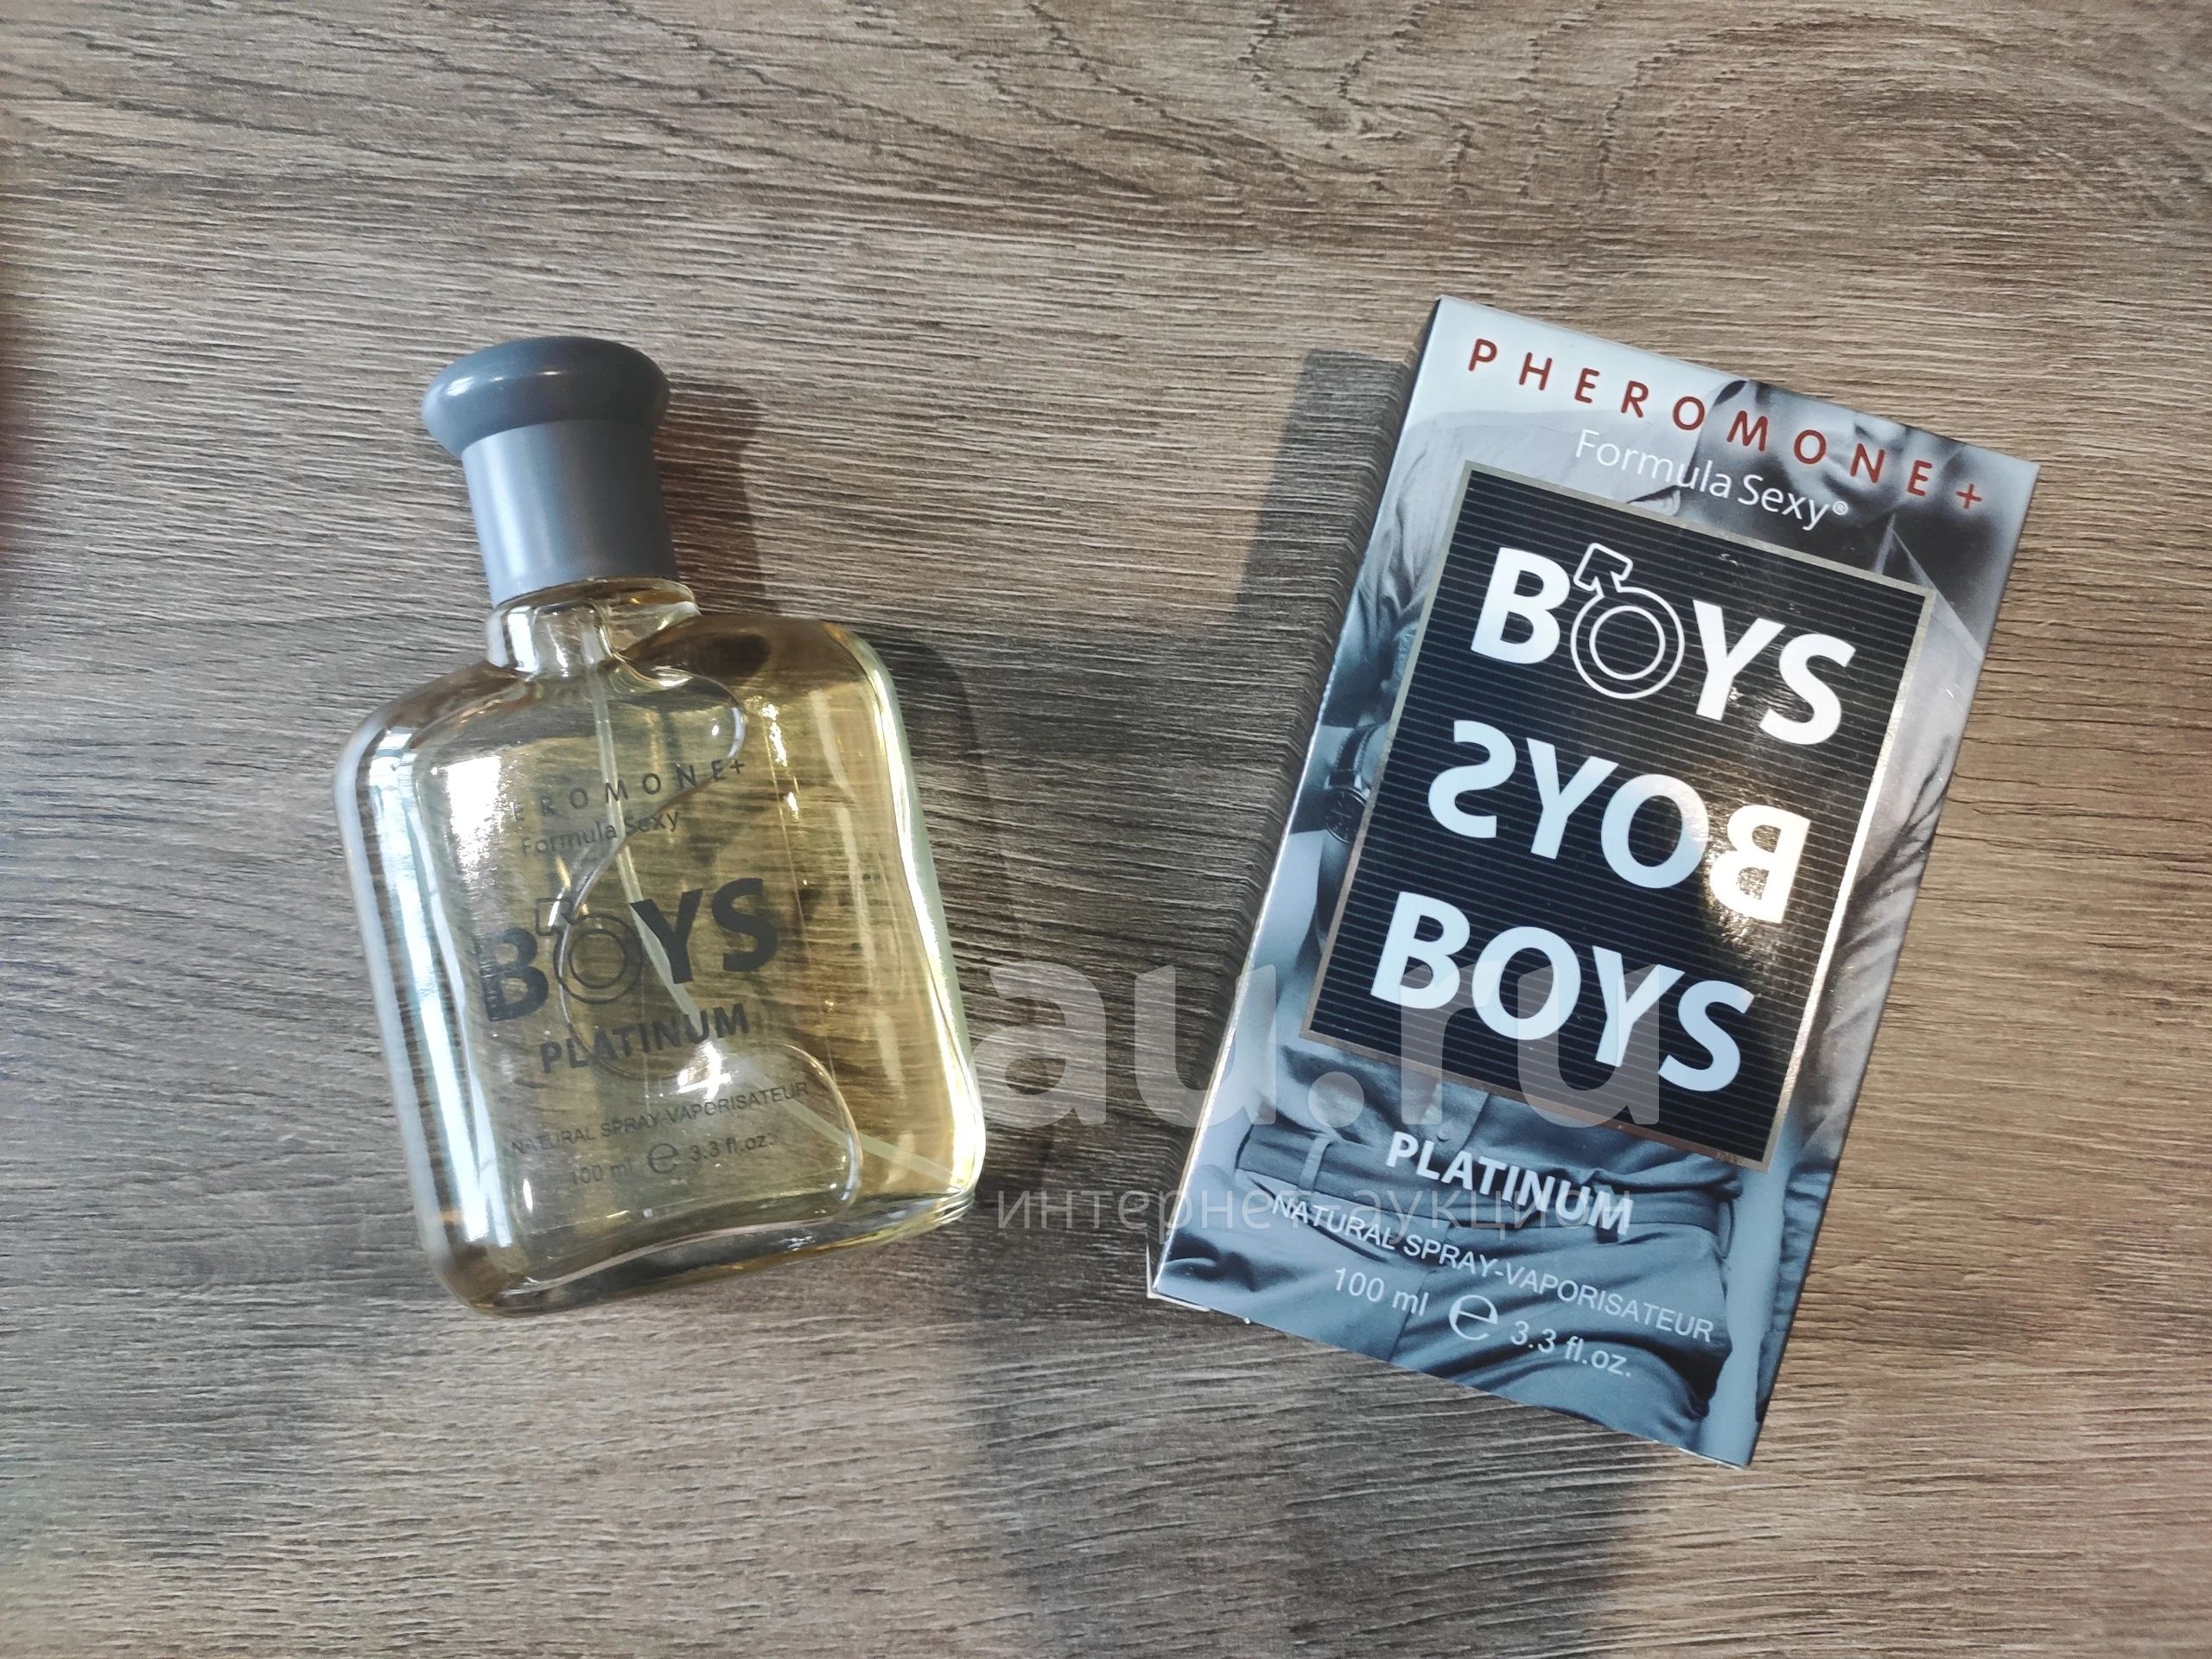 EROMONE+
Formula Sexy
BOYS
PLATINUM
NATURAL SPRAY-VAPORISATEUR
100 ml e 3.3 fl.oz.
PHEROMONE+
Formula Sexy®
BOYS
BOYS
BOYS
PLATINUM
NATURAL SPRAY-VAPORISATEUR
100 ml e 3.3 fl.oz.
au.ru
интернет-аукцион